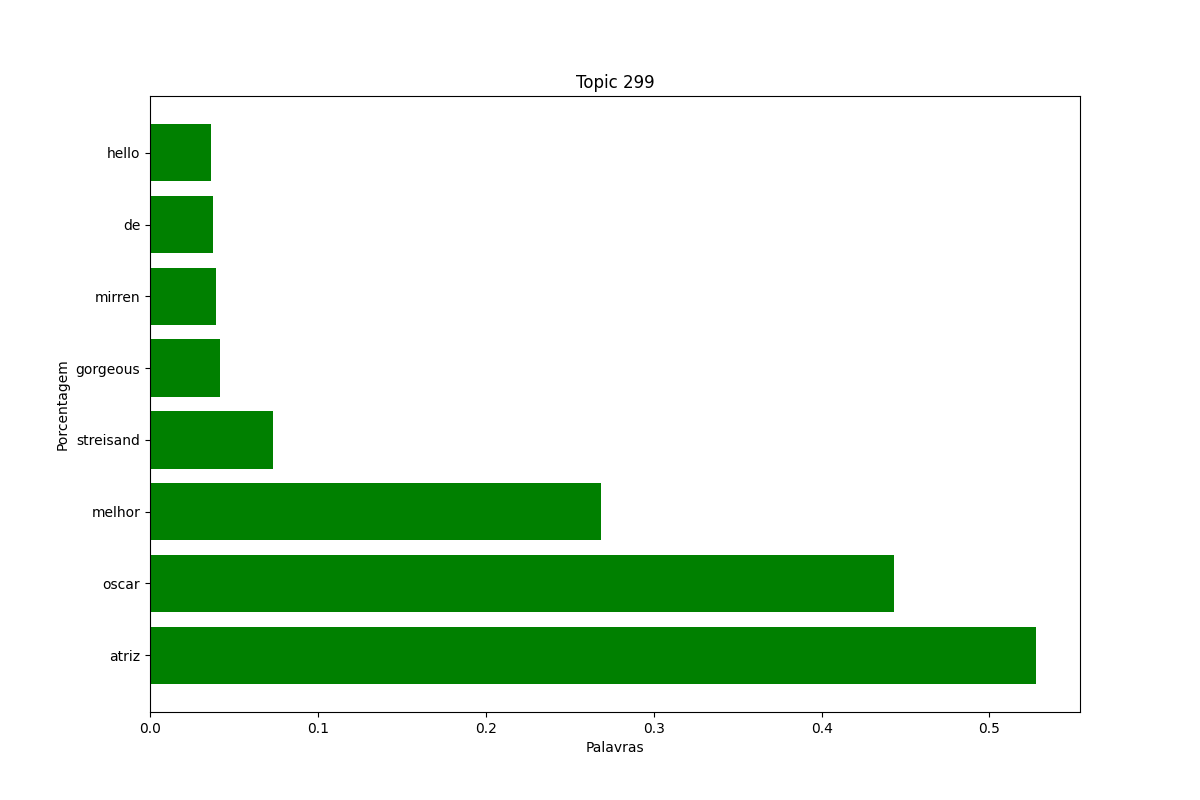 Topic 299
hello
de
mirren
gorgeous
streisand
melhor
oscar
atriz
Porcentagem
0.0 0.1 0.2 0.3 0.4 0.5
Palavras